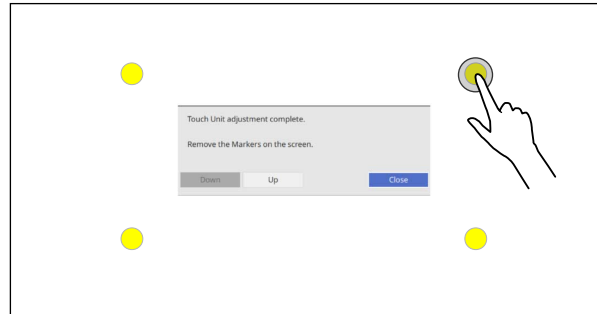 Touch Unit adjustment complete.
Remove the Markers on the screen.
Down Up Close